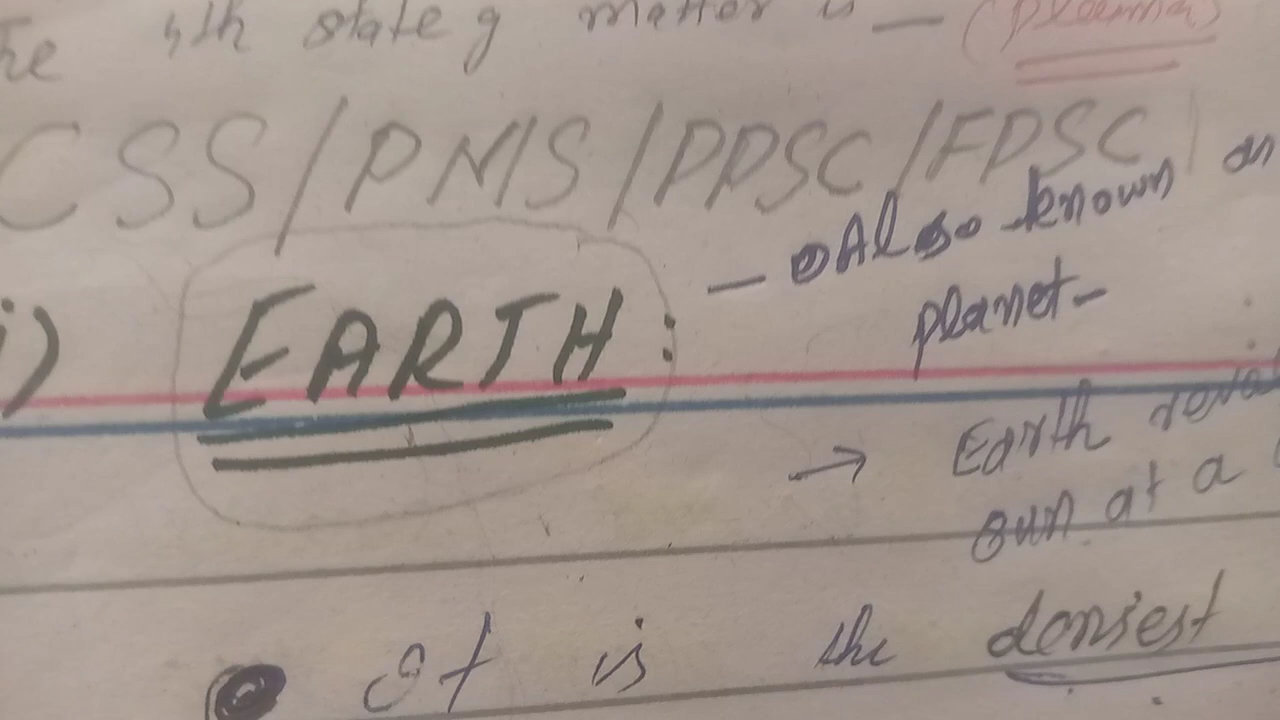 The 4th state of matter is — (plasma)
CSS/PMS/PPSC/FPSC
i) EARTH: — Also known as
planet-
→ Earth
sun at a
It is the densest